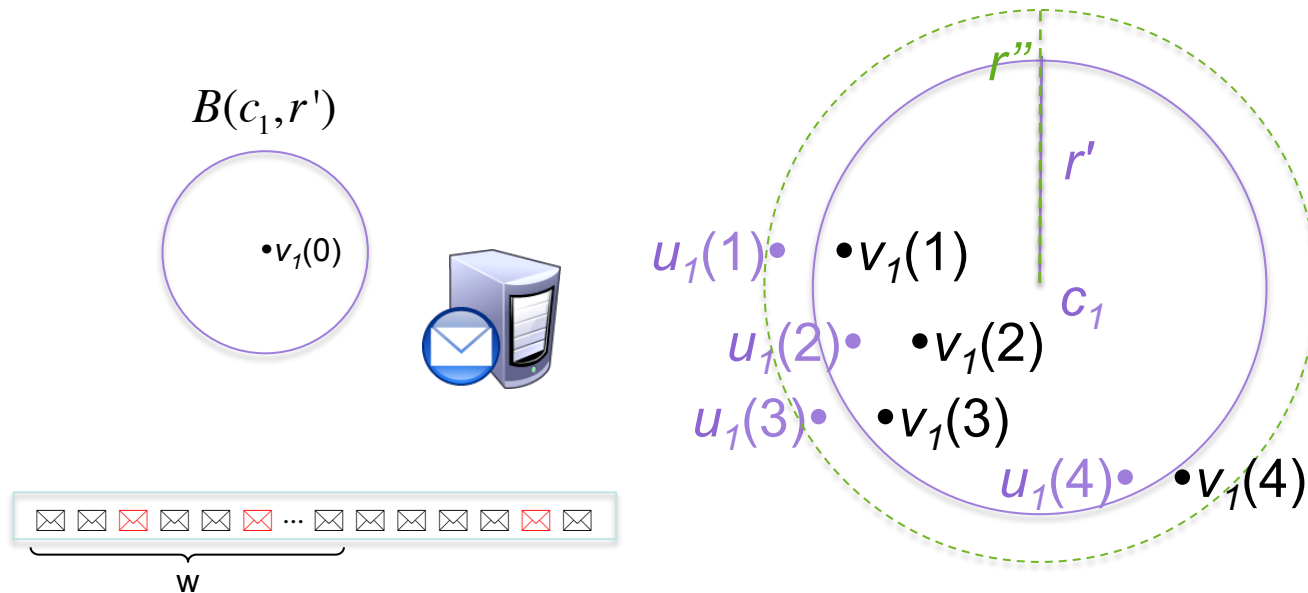 B(c₁,r')
•v₁(0)
...
w
r”
r'
u₁(1)• •v₁(1)
c₁
u₁(2)• •v₁(2)
u₁(3)• •v₁(3)
u₁(4)• •v₁(4)